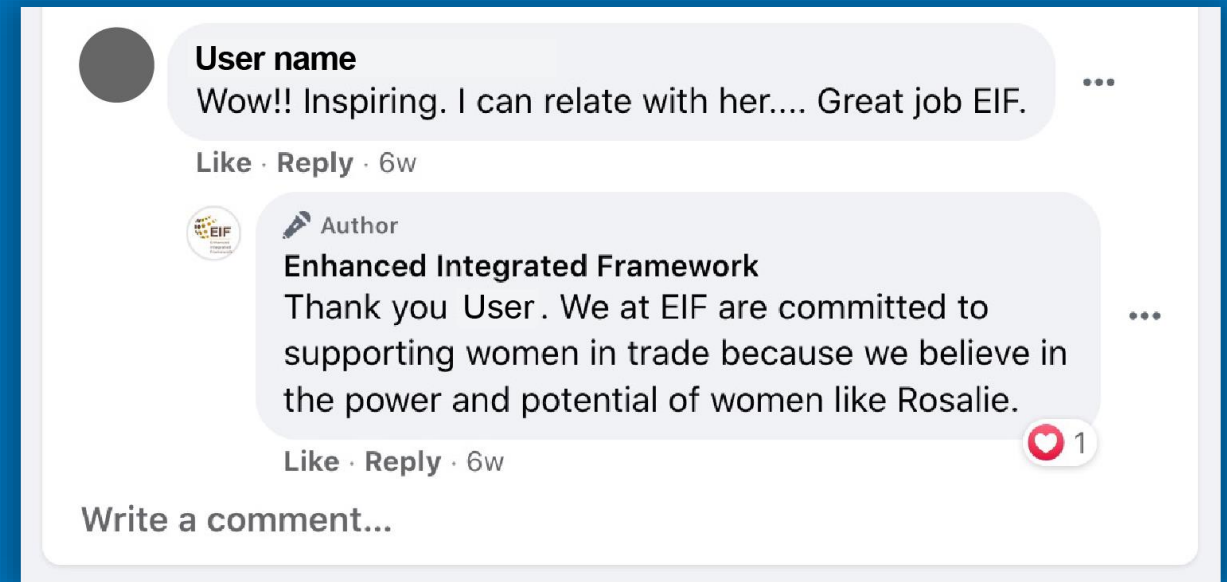 User name
Wow!! Inspiring. I can relate with her.... Great job EIF.
Like · Reply · 6w
EIF
Author
Enhanced Integrated Framework
Thank you User. We at EIF are committed to
supporting women in trade because we believe in
the power and potential of women like Rosalie.
1
Like · Reply · 6w
Write a comment...